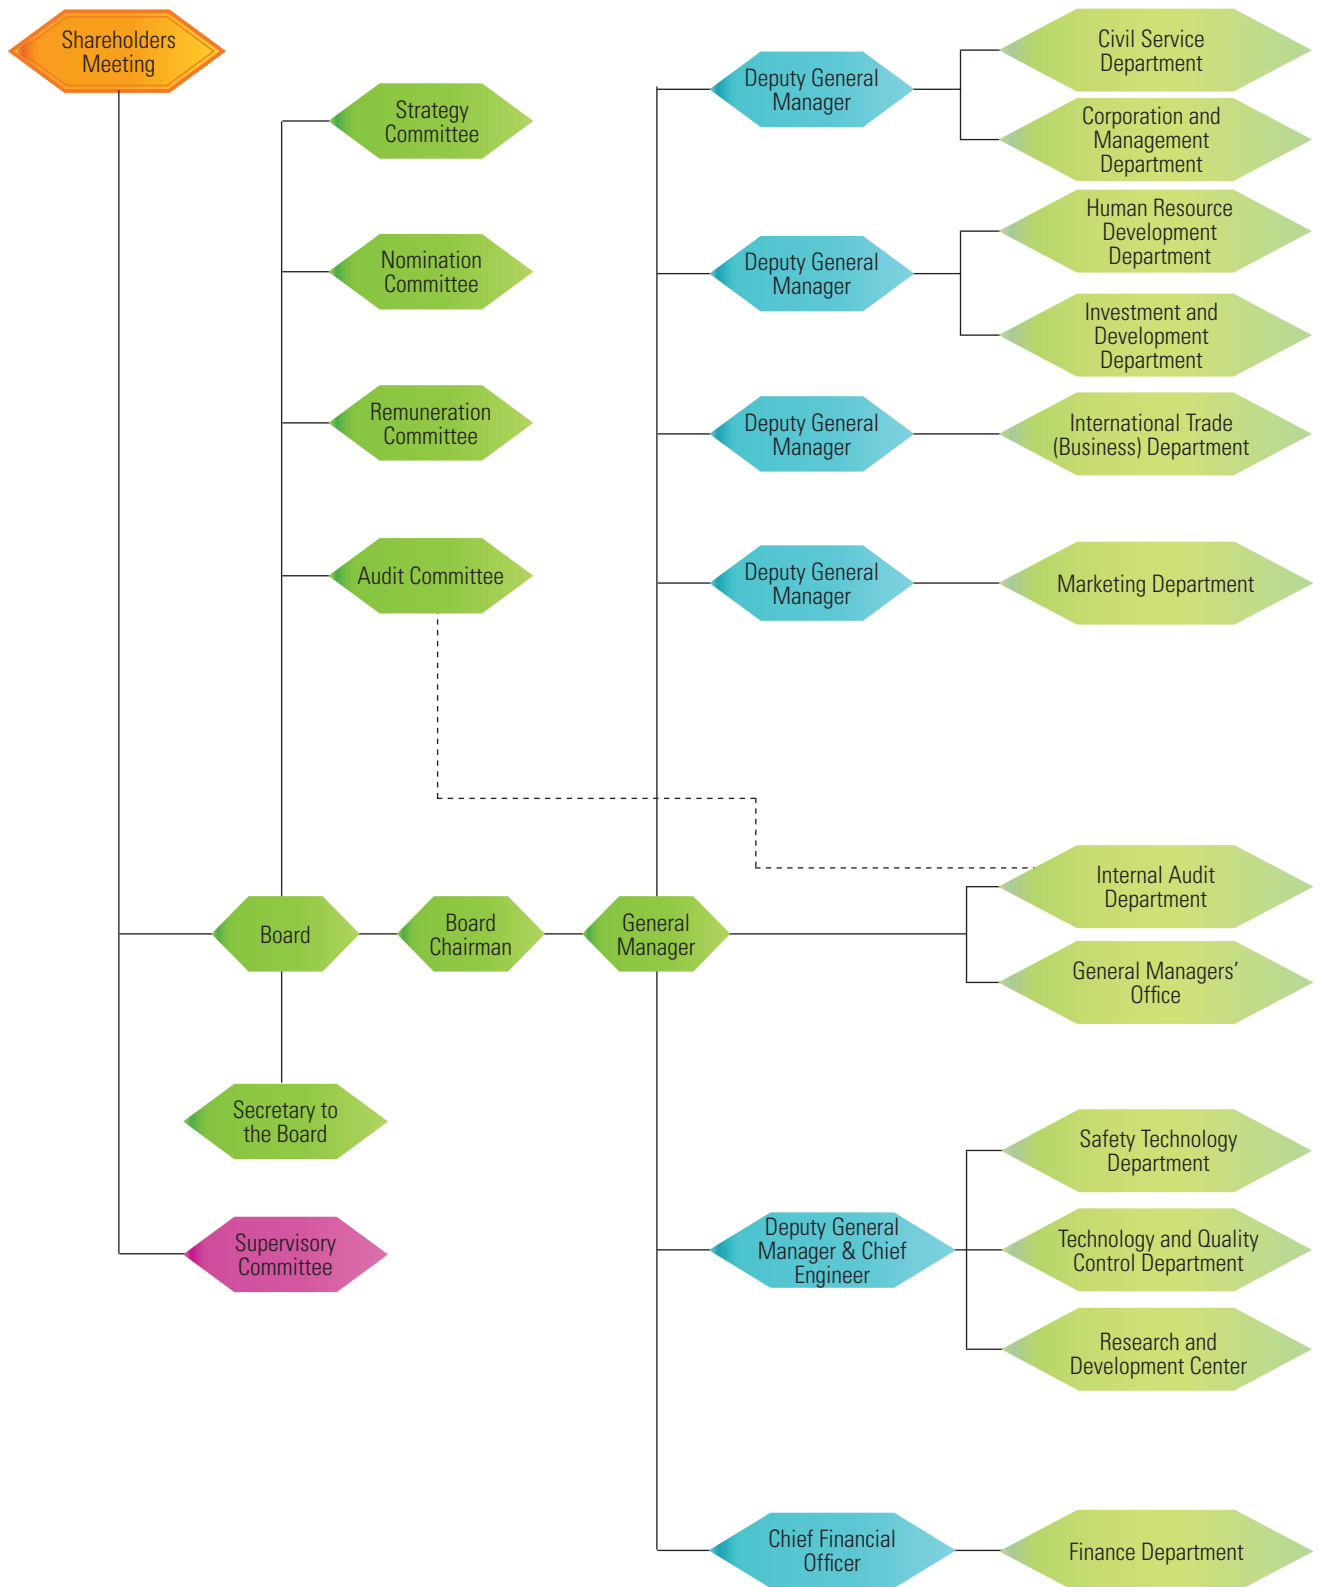 Shareholders
Meeting
Strategy
Committee
Nomination
Committee
Remuneration
Committee
Audit Committee
Board
Board
Chairman
General
Manager
Secretary to
the Board
Supervisory
Committee
Deputy General
Manager
Civil Service
Department
Corporation and
Management
Department
Deputy General
Manager
Human Resource
Development
Department
Investment and
Development
Department
Deputy General
Manager
International Trade
(Business) Department
Deputy General
Manager
Marketing Department
Internal Audit
Department
General Managers’
Office
Deputy General
Manager & Chief
Engineer
Safety Technology
Department
Technology and Quality
Control Department
Research and
Development Center
Chief Financial
Officer
Finance Department